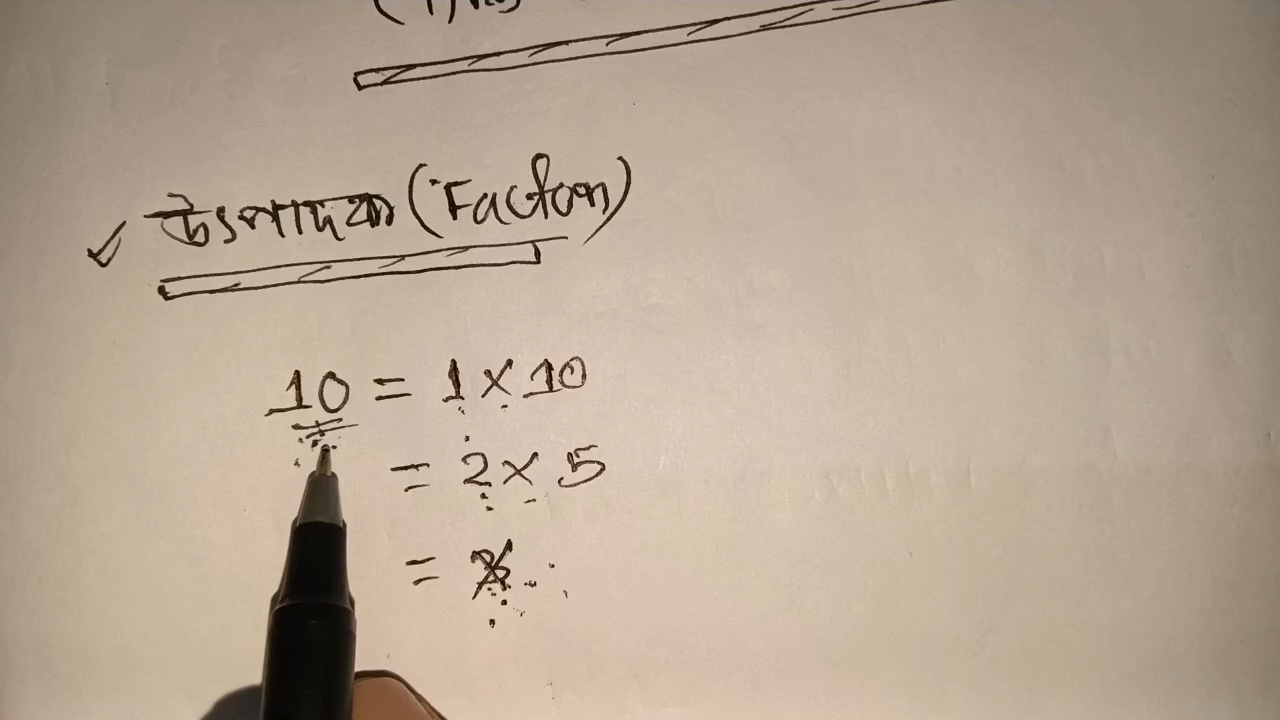 উৎপাদক (Factor)
10 = 1 × 10
= 2 × 5
=